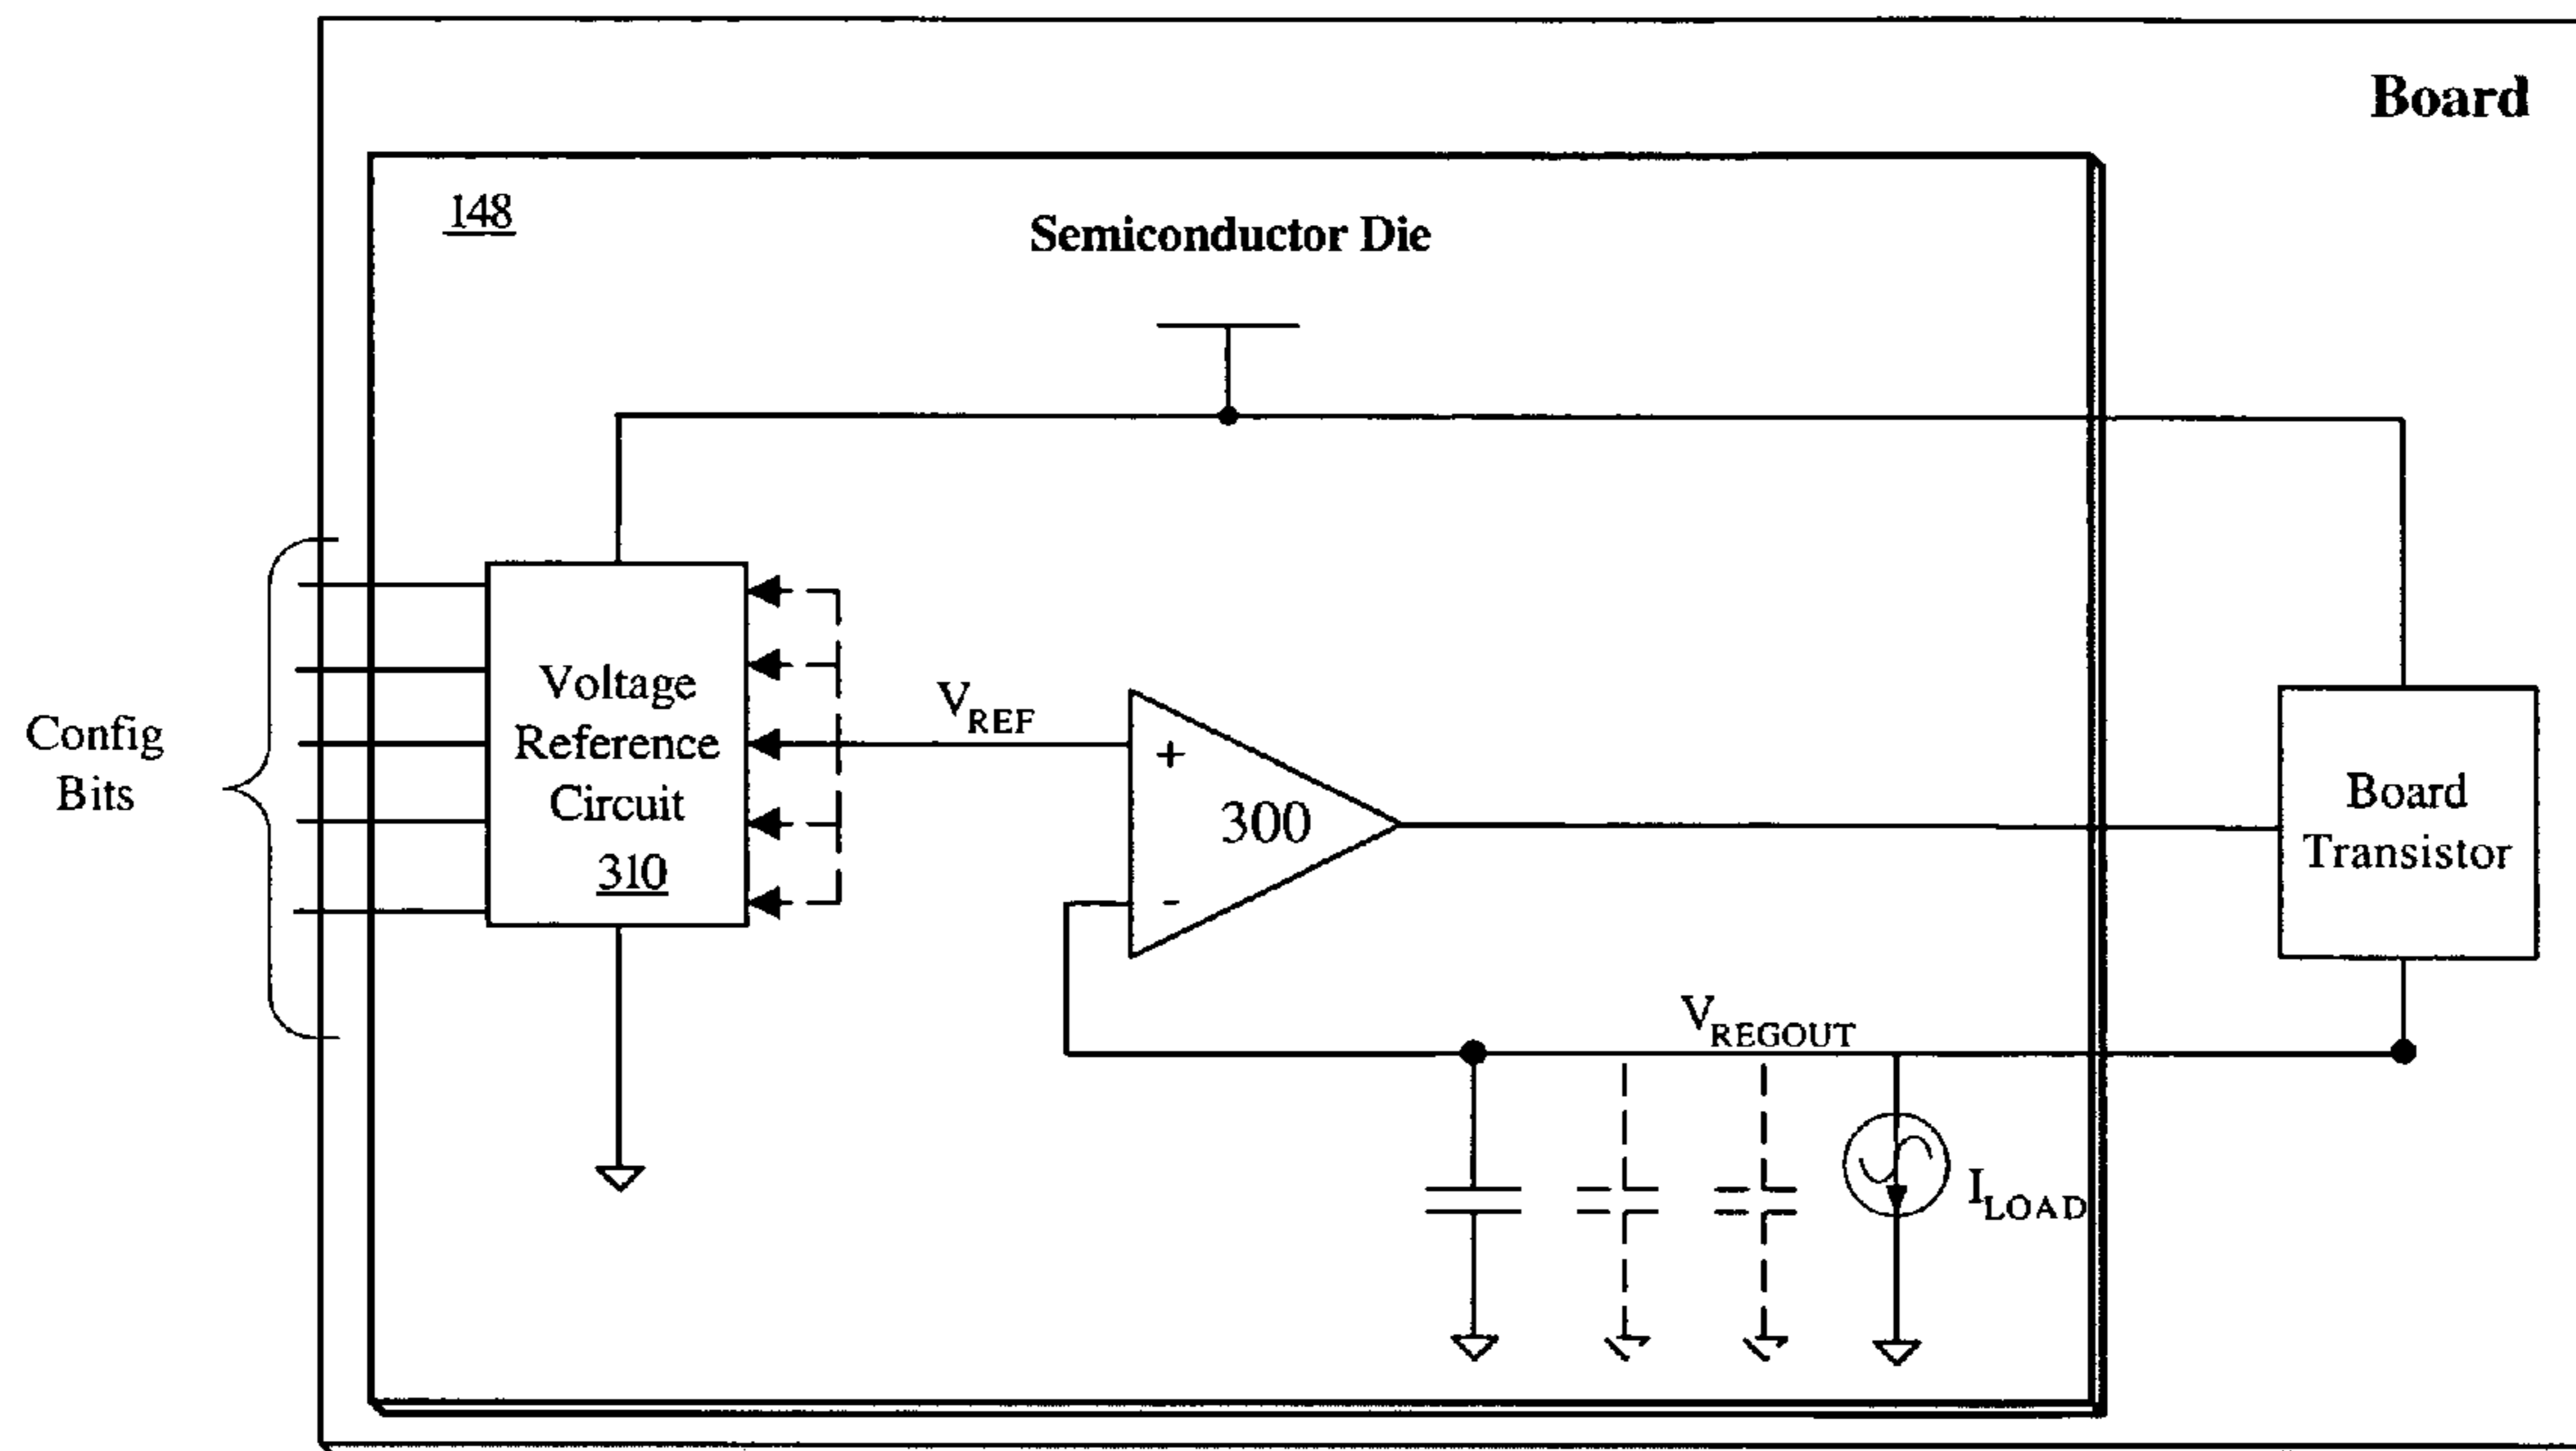 Board
148
Semiconductor Die
Config
Bits
Voltage
Reference
Circuit
310
VREF
+
300
-
Board
Transistor
VREGOUT
ILOAD